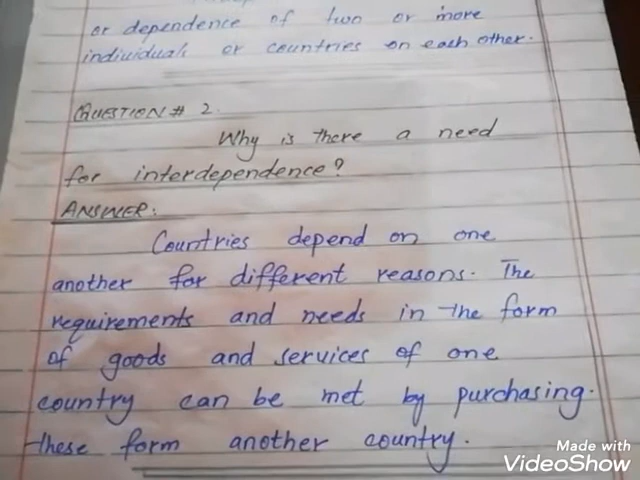 or dependence of two or more
individuals or countries on each other.
QUESTION # 2.
Why is there a need
for interdependence?
ANSWER:
Countries depend on one
another for different reasons. The
requirements and needs in the form
of goods and services of one
country can be met by purchasing.
these form another country.
Made with
VideoShow